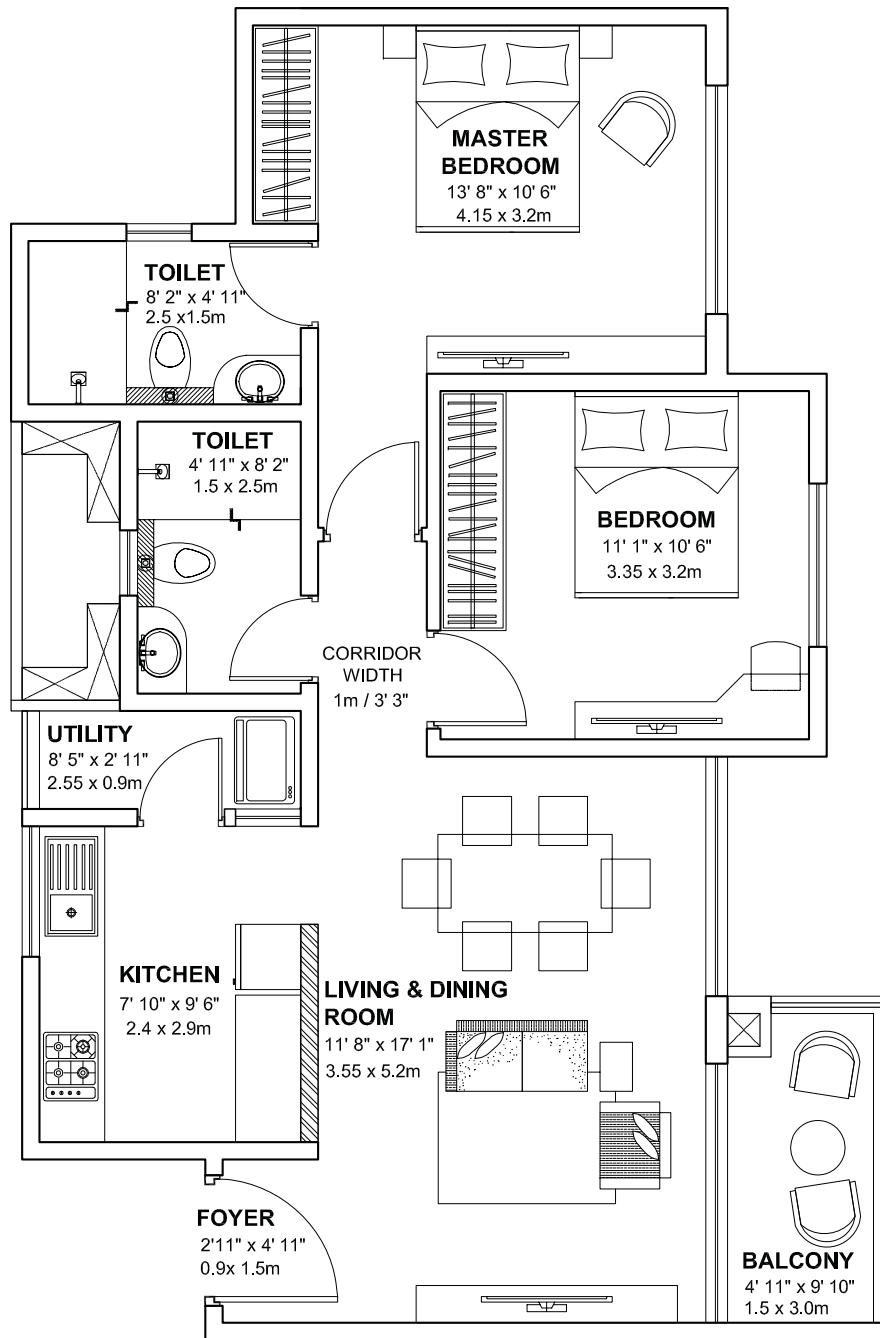 MASTER
BEDROOM
13' 8" x 10' 6"
4.15 x 3.2m
TOILET
8' 2" x 4' 11"
2.5 x1.5m
TOILET
4' 11" x 8' 2"
1.5 x 2.5m
BEDROOM
11' 1" x 10' 6"
3.35 x 3.2m
CORRIDOR
WIDTH
1m / 3' 3"
UTILITY
8' 5" x 2' 11"
2.55 x 0.9m
KITCHEN
7' 10" x 9' 6"
2.4 x 2.9m
LIVING & DINING
ROOM
11' 8" x 17' 1"
3.55 x 5.2m
FOYER
2'11" x 4' 11"
0.9x 1.5m
BALCONY
4' 11" x 9' 10"
1.5 x 3.0m